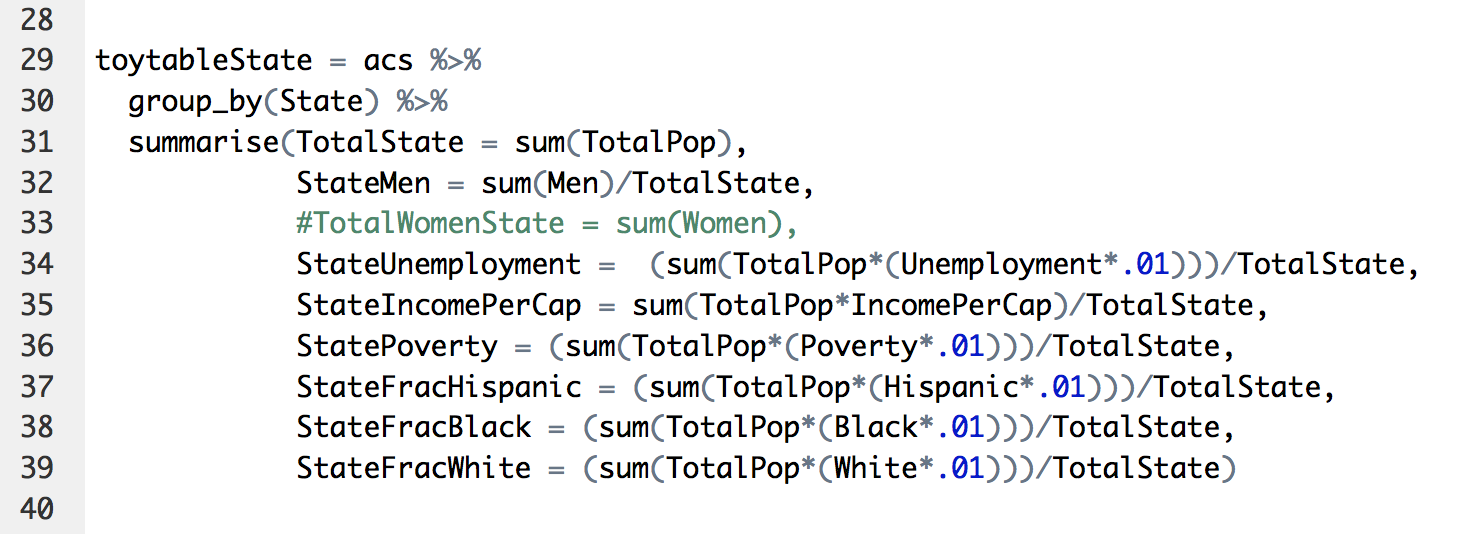 28
29 toytableState = acs %>%
30   group_by(State) %>%
31   summarise(TotalState = sum(TotalPop),
32             StateMen = sum(Men)/TotalState,
33             #TotalWomenState = sum(Women),
34             StateUnemployment =  (sum(TotalPop*(Unemployment*.01)))/TotalState,
35             StateIncomePerCap = sum(TotalPop*IncomePerCap)/TotalState,
36             StatePoverty = (sum(TotalPop*(Poverty*.01)))/TotalState,
37             StateFracHispanic = (sum(TotalPop*(Hispanic*.01)))/TotalState,
38             StateFracBlack = (sum(TotalPop*(Black*.01)))/TotalState,
39             StateFracWhite = (sum(TotalPop*(White*.01)))/TotalState)
40